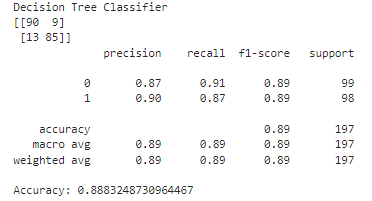 Decision Tree Classifier
[[90  9]
 [13 85]]
              precision    recall  f1-score   support

           0       0.87      0.91      0.89        99
           1       0.90      0.87      0.89        98

    accuracy                           0.89       197
   macro avg       0.89      0.89      0.89       197
weighted avg       0.89      0.89      0.89       197

Accuracy: 0.8883248730964467